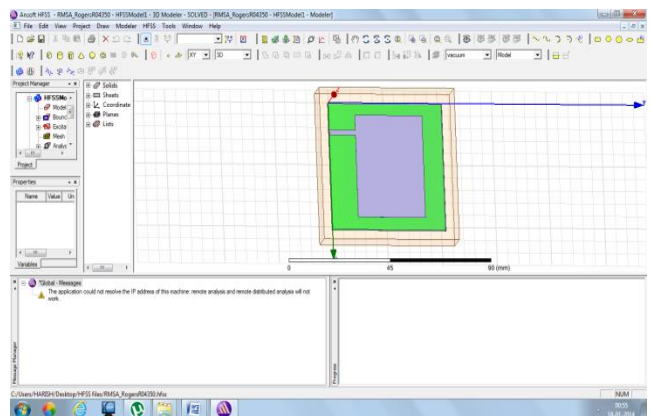 Ansoft HFSS - RMSA_RogersR04350 - HFSSModel1 - 3D Modeler - SOLVED - [RMSA_RogersR04350 - HFSSModel1 - Modeler]
File Edit View Project Draw Modeler HFSS Tools Window Help
XY 3D vacuum Model
Project Manager
HFSSMo
Model
Bounc
Excita
Mesh
Analys
Project
Solids
Sheets
Coordinate
Planes
Lists
Properties
Name Value Un
Variables
0 45 90 (mm)
Message Manager
*Global - Messages
The application could not resolve the IP address of this machine. remote analysis and remote distributed analysis will not
work.
Progress
C:/Users/HARISH/Desktop/HFSS files/RMSA_RogersR04350.hfss
NUM
00:55